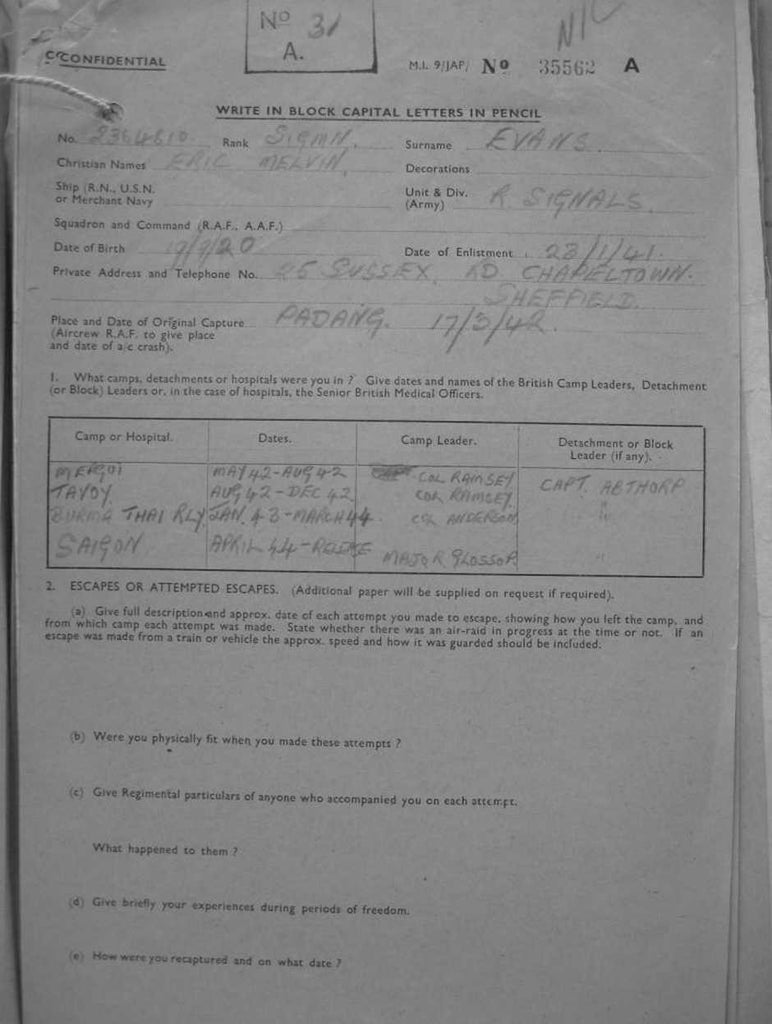 Nº 31
A.
NIL
CONFIDENTIAL
M.I. 9/JAP/ Nº 35562 A
WRITE IN BLOCK CAPITAL LETTERS IN PENCIL
No. 2364610 Rank SIGMN. Surname EVANS.
Christian Names ERIC MELVIN. Decorations
Ship (R.N., U.S.N. or Merchant Navy
Unit & Div. (Army) R SIGNALS.
Squadron and Command (R.A.F., A.A.F.)
Date of Birth 19/9/20 Date of Enlistment 23/1/41.
Private Address and Telephone No. 25 SUSSEX RD CHAPELTOWN.
SHEFFIELD.
Place and Date of Original Capture PADANG. 17/3/42.
(Aircrew R.A.F. to give place
and date of a/c crash).
1. What camps, detachments or hospitals were you in ? Give dates and names of the British Camp Leaders, Detachment
(or Block) Leaders or, in the case of hospitals, the Senior British Medical Officers.
Camp or Hospital. Dates. Camp Leader. Detachment or Block
Leader (if any).
MERGUI MAY 42-AUG 42 COL RAMSEY CAPT. ABTHORP
TAVOY AUG 42-DEC 42 COL RAMSEY "
BURMA THAI RLY JAN. 43-MARCH 44. COL ANDERSON "
SAIGON APRIL 44-RELEASE MAJOR GLOSSOP "
2. ESCAPES OR ATTEMPTED ESCAPES. (Additional paper will be supplied on request if required).
(a) Give full description and approx. date of each attempt you made to escape, showing how you left the camp, and
from which camp each attempt was made. State whether there was an air-raid in progress at the time or not. If an
escape was made from a train or vehicle the approx. speed and how it was guarded should be included.
(b) Were you physically fit when you made these attempts ?
(c) Give Regimental particulars of anyone who accompanied you on each attempt.
What happened to them ?
(d) Give briefly your experiences during periods of freedom.
(e) How were you recaptured and on what date ?